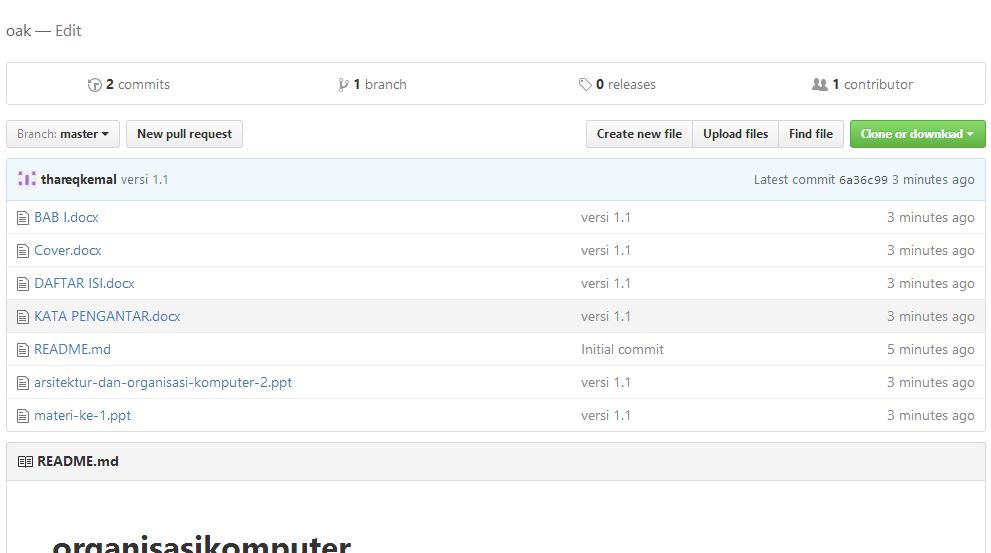 oak — Edit
2 commits 1 branch 0 releases 1 contributor
Branch: master New pull request Create new file Upload files Find file Clone or download
thareqkemal versi 1.1 Latest commit 6a36c99 3 minutes ago
BAB I.docx versi 1.1 3 minutes ago
Cover.docx versi 1.1 3 minutes ago
DAFTAR ISI.docx versi 1.1 3 minutes ago
KATA PENGANTAR.docx versi 1.1 3 minutes ago
README.md Initial commit 5 minutes ago
arsitektur-dan-organisasi-komputer-2.ppt versi 1.1 3 minutes ago
materi-ke-1.ppt versi 1.1 3 minutes ago
README.md
organisasikomputer